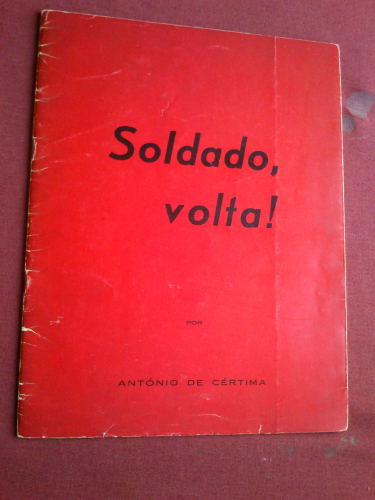 Soldado,
volta!
POR
ANTÓNIO DE CÉRTIMA